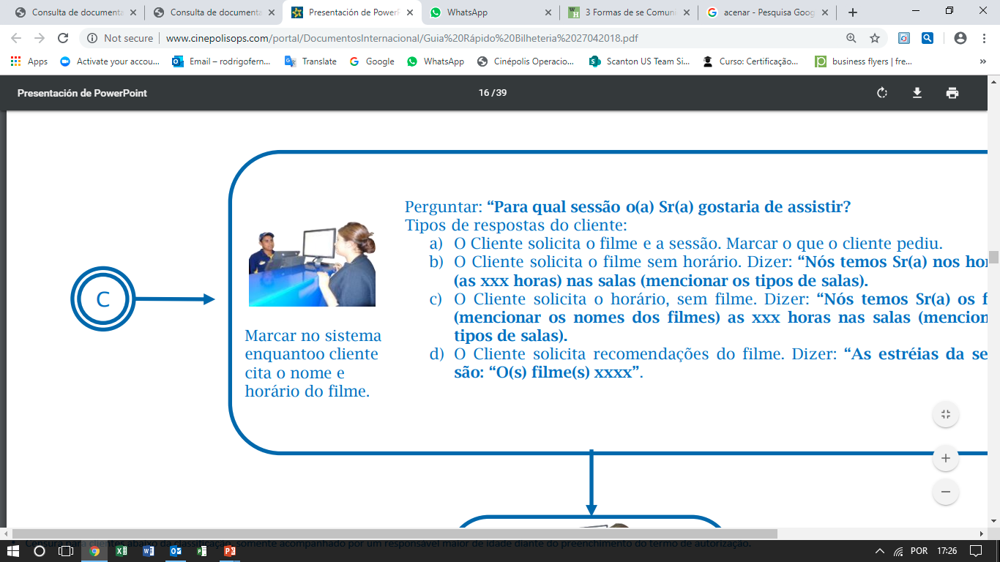 Consulta de documenta
Consulta de documenta
Presentación de PowerP
WhatsApp
3 Formas de se Comuni
acenar - Pesquisa Goog
Not secure | www.cinepolisops.com/portal/DocumentosInternacional/Guia%20Rápido%20Bilheteria%2027042018.pdf
Apps
Activate your accou...
Email – rodrigofern...
Translate
Google
WhatsApp
Cinépolis Operacio...
Scanton US Team Si...
Curso: Certificação...
business flyers | fre...
»
Presentación de PowerPoint
16 / 39
C
Marcar no sistema
enquantoo cliente
cita o nome e
horário do filme.
Perguntar: “Para qual sessão o(a) Sr(a) gostaria de assistir?
Tipos de respostas do cliente:
a) O Cliente solicita o filme e a sessão. Marcar o que o cliente pediu.
b) O Cliente solicita o filme sem horário. Dizer: “Nós temos Sr(a) nos hor
(as xxx horas) nas salas (mencionar os tipos de salas).
c) O Cliente solicita o horário, sem filme. Dizer: “Nós temos Sr(a) os f
(mencionar os nomes dos filmes) as xxx horas nas salas (mencion
tipos de salas).
d) O Cliente solicita recomendações do filme. Dizer: “As estréias da se
são: “O(s) filme(s) xxxx”.
Censura para clientes abaixo da classificação, somente acompanhado por um responsável maior de idade diante do preenchimento do termo de autorização.
POR
17:26